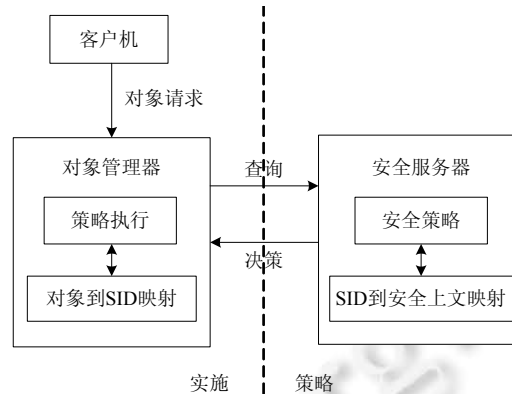 客户机
对象请求
对象管理器
查询
安全服务器
策略执行
安全策略
决策
对象到SID映射
SID到安全上文映射
实施
策略